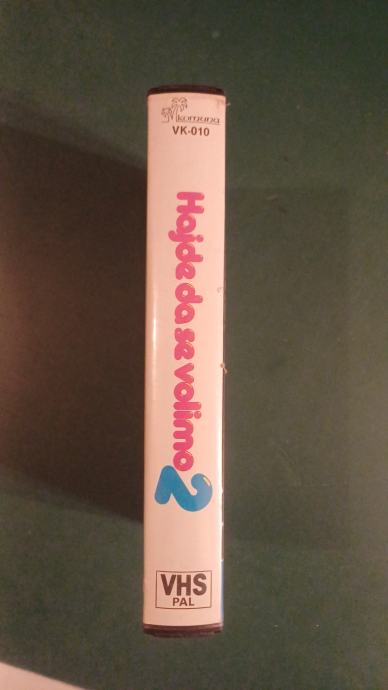 komuna
VK-010
Hajde da se volimo 2
VHS
PAL